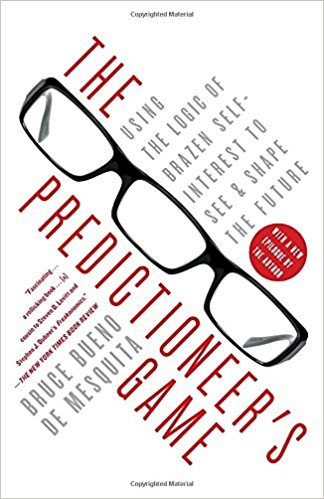 Copyrighted Material
THE
PREDICTIONEER'S
GAME
USING
THE LOGIC OF
BRAZEN SELF-
INTEREST TO
SEE & SHAPE
THE FUTURE
WITH A NEW
EPILOGUE BY
THE AUTHOR
"Fascinating . . .
a rollicking book . . . [a]
cousin to Steven D. Levitt and
Stephen J. Dubner's Freakonomics."
—THE NEW YORK TIMES BOOK REVIEW
BRUCE BUENO
DE MESQUITA
Copyrighted Material